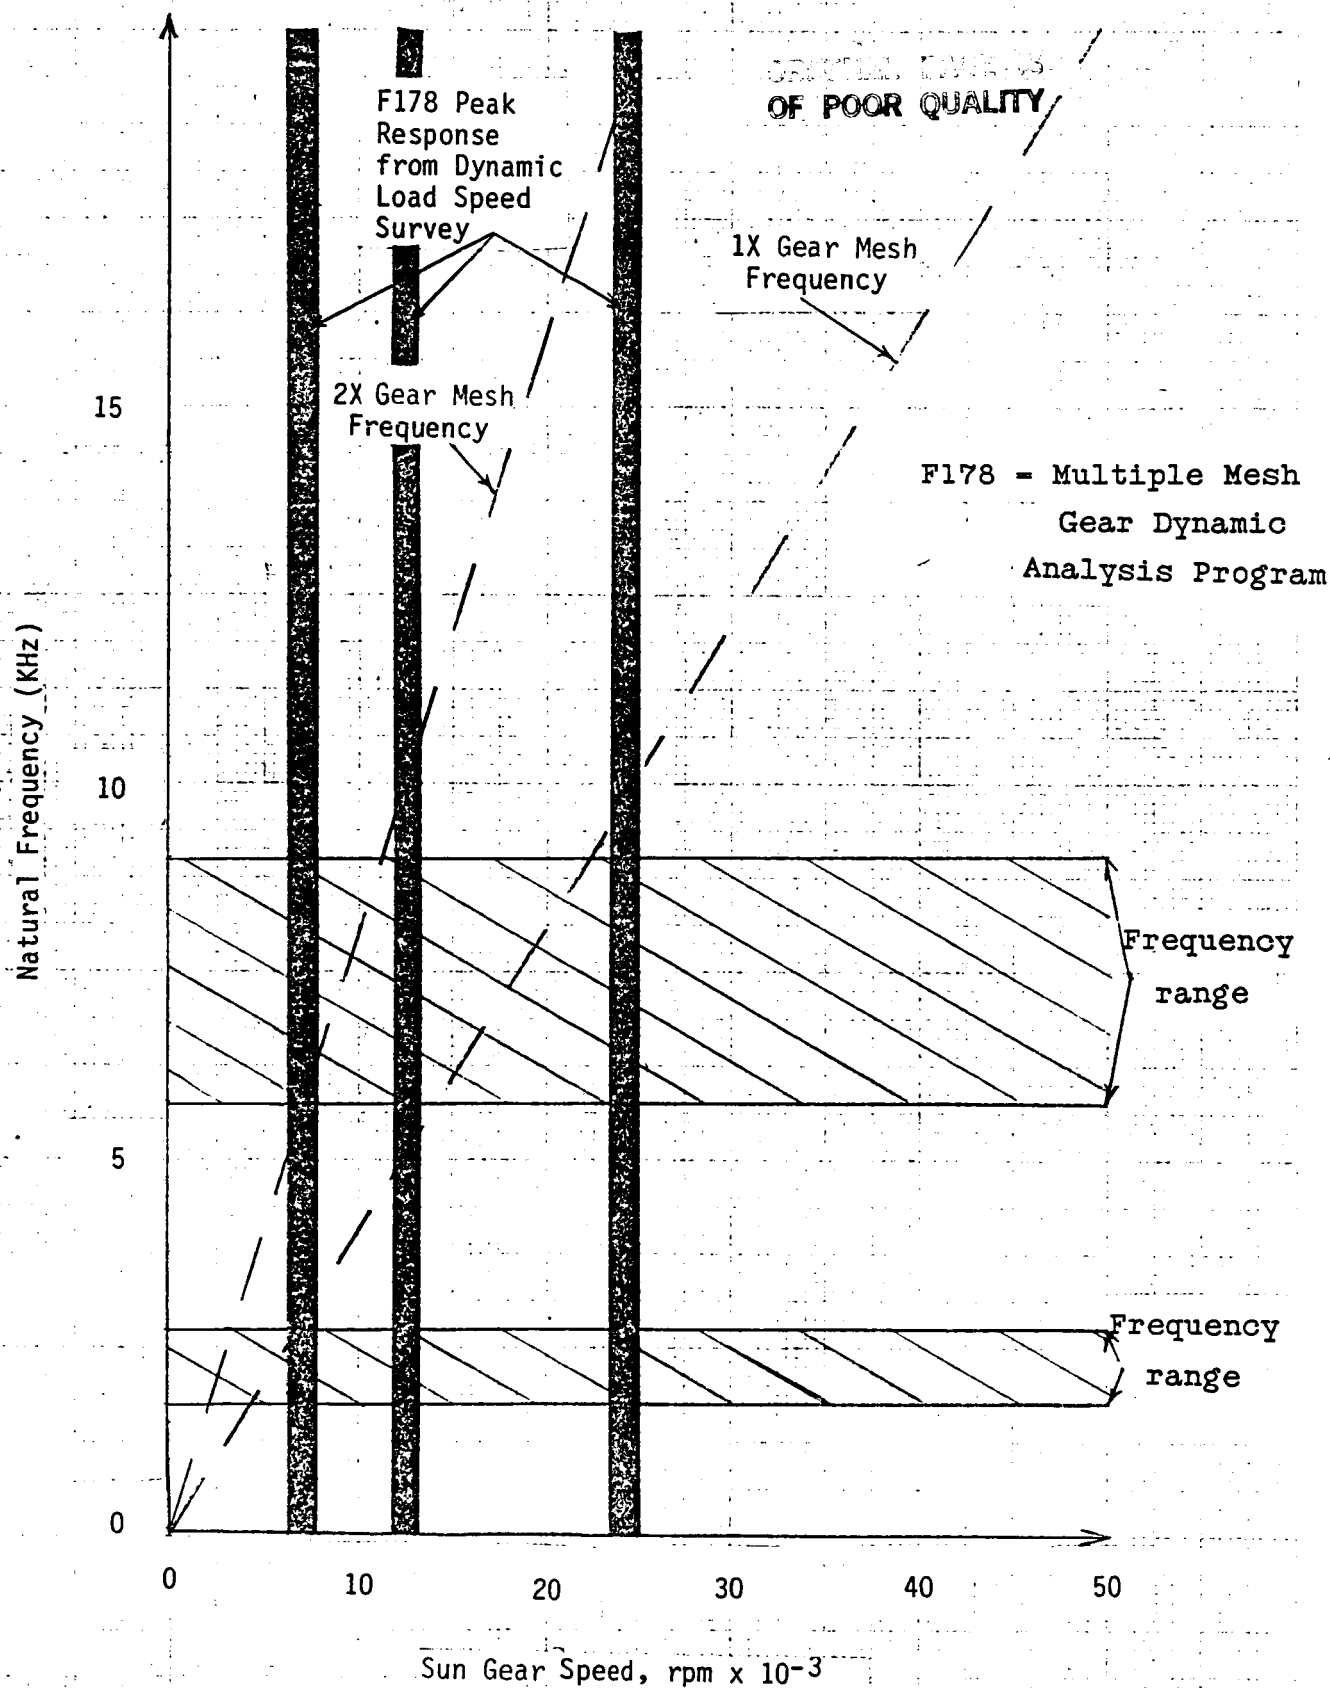 OF POOR QUALITY
F178 Peak
Response
from Dynamic
Load Speed
Survey
1X Gear Mesh
Frequency
2X Gear Mesh
Frequency
F178 = Multiple Mesh
Gear Dynamic
Analysis Program
Natural Frequency (KHz)
15
10
5
0
Frequency
range
Frequency
range
0 10 20 30 40 50
Sun Gear Speed, rpm x 10-3